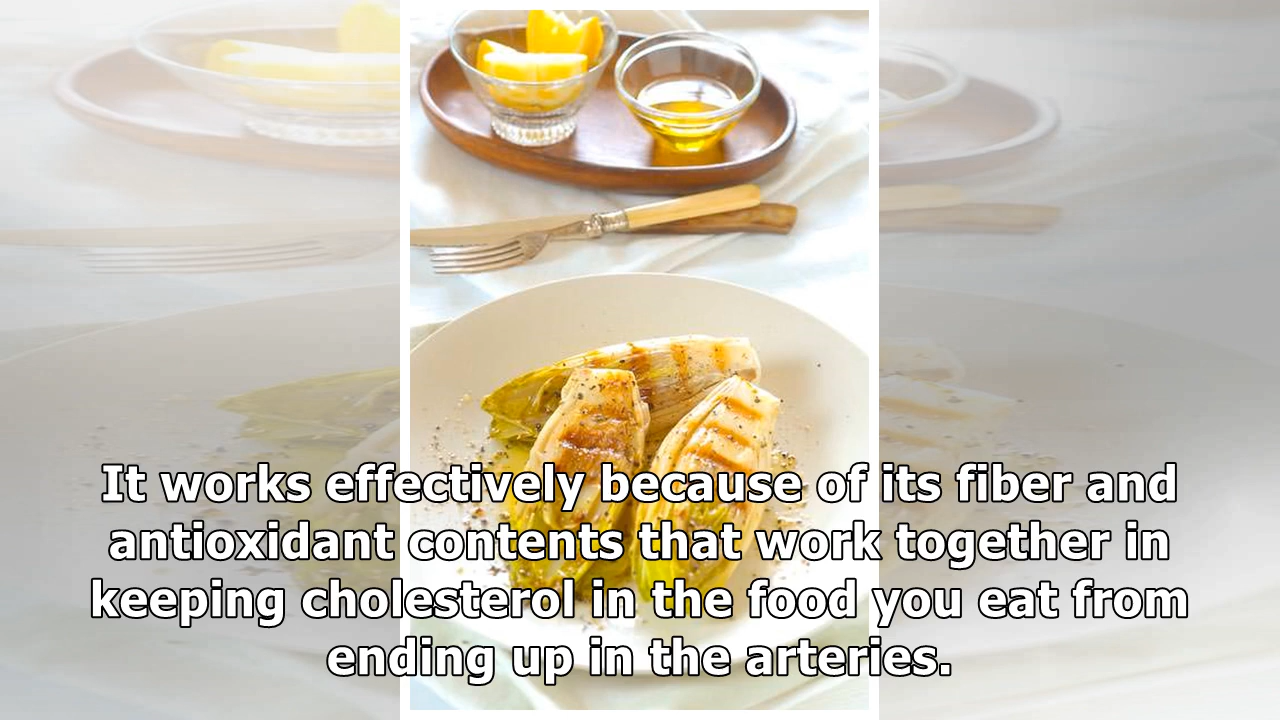 It works effectively because of its fiber and
antioxidant contents that work together in
keeping cholesterol in the food you eat from
ending up in the arteries.